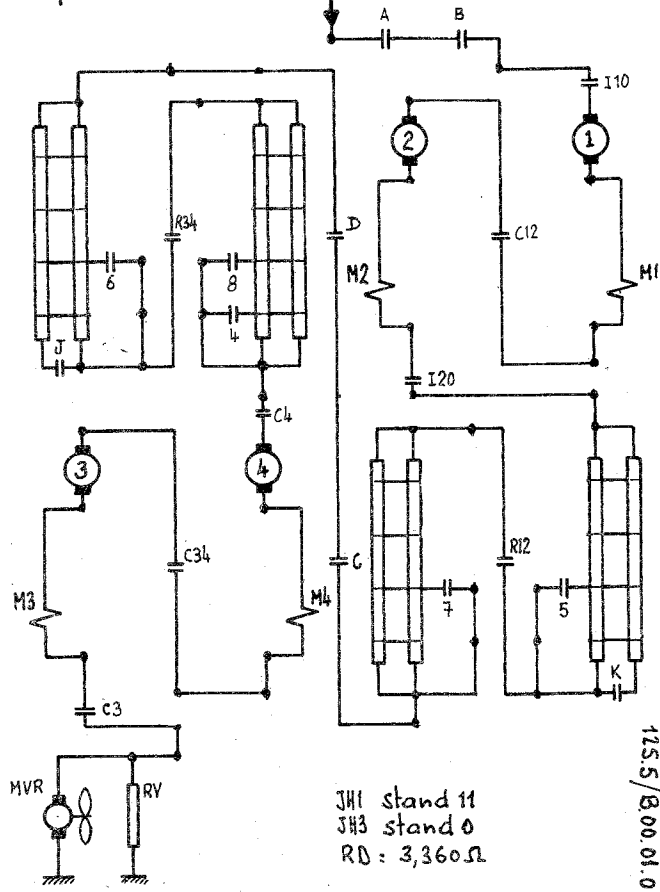 A
B
I10
2
1
R34
D
C12
6
8
M2
M1
4
J
I20
C4
3
4
C34
G
R12
M3
M4
7
5
K
C3
MVR
RV
JH1 stand 11
JH3 stand 0
RD: 3,360Ω
125.5/B.00.01.0